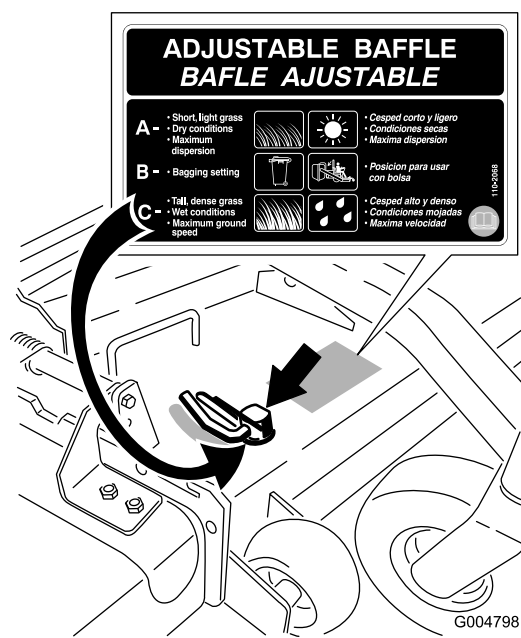 ADJUSTABLE BAFFLE
BAFLE AJUSTABLE
A- • Short, light grass
• Dry conditions
• Maximum
dispersion
• Cesped corto y ligero
• Condiciones secas
• Maxima dispersion
B- • Bagging setting
• Posicion para usar
con bolsa
C- • Tall, dense grass
• Wet conditions
• Maximum ground
speed
• Cesped alto y denso
• Condiciones mojadas
• Maxima velocidad
110-2068
G004798